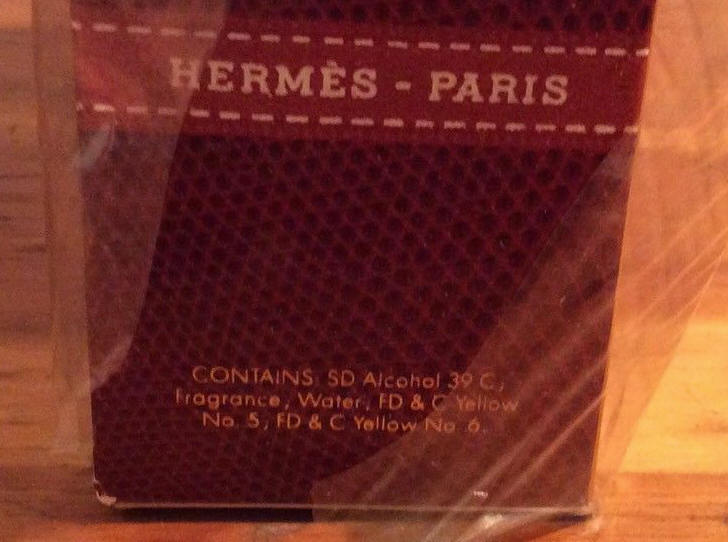 HERMÈS - PARIS
CONTAINS: SD Alcohol 39 C,
Fragrance, Water, FD & C Yellow
No. 5, FD & C Yellow No. 6.